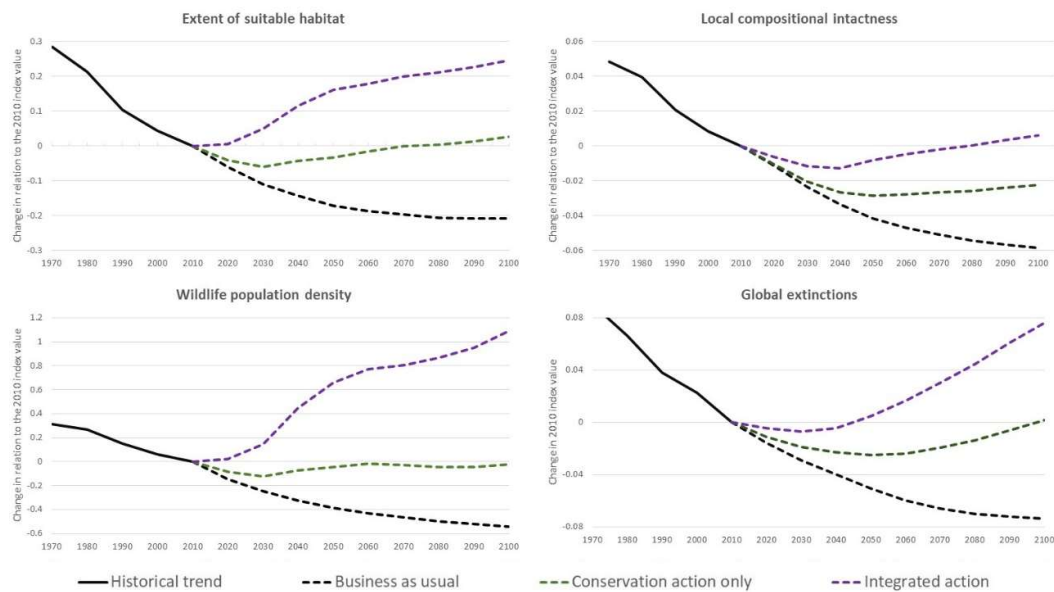 Extent of suitable habitat
Change in relation to the 2010 index value
0.3
0.2
0.1
0
-0.1
-0.2
-0.3
1970 1980 1990 2000 2010 2020 2030 2040 2050 2060 2070 2080 2090 2100
Local compositional intactness
Change in relation to the 2010 index value
0.06
0.04
0.02
0
-0.02
-0.04
-0.06
1970 1980 1990 2000 2010 2020 2030 2040 2050 2060 2070 2080 2090 2100
Wildlife population density
Change in relation to the 2010 index value
1.2
1
0.8
0.6
0.4
0.2
0
-0.2
-0.4
-0.6
1970 1980 1990 2000 2010 2020 2030 2040 2050 2060 2070 2080 2090 2100
Global extinctions
Change in 2010 index value
0.08
0.04
0
-0.04
-0.08
1970 1980 1990 2000 2010 2020 2030 2040 2050 2060 2070 2080 2090 2100
Historical trend Business as usual Conservation action only Integrated action